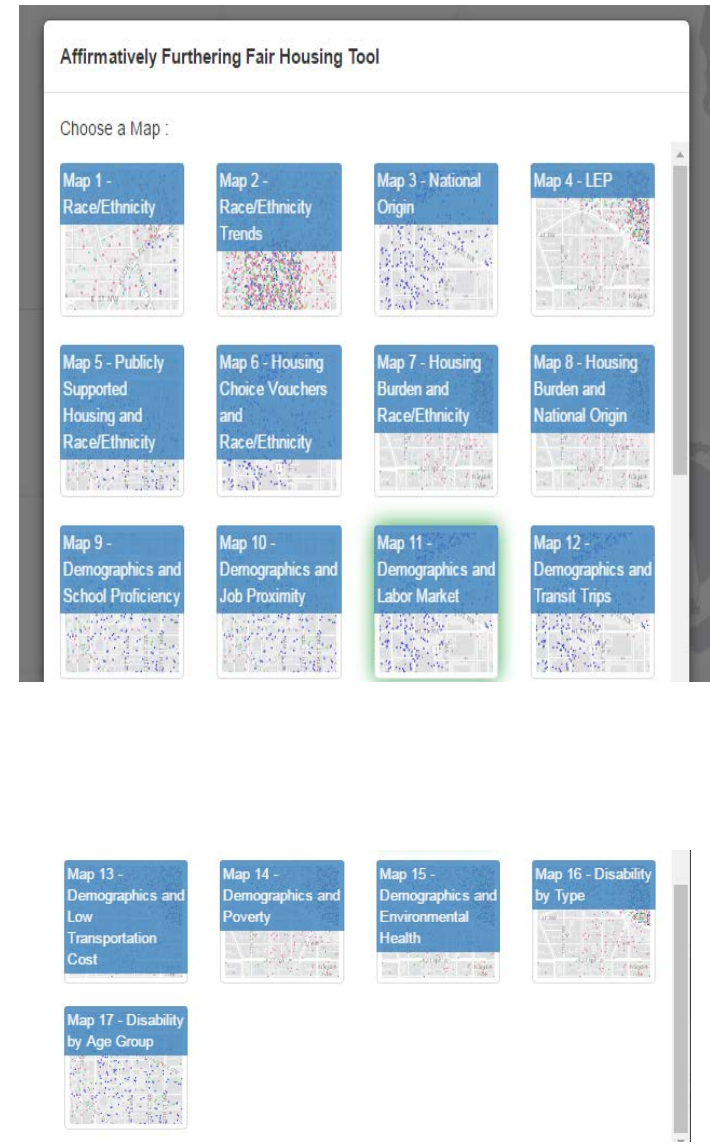 Affirmatively Furthering Fair Housing Tool
Choose a Map :
Map 1 -
Race/Ethnicity
Map 2 -
Race/Ethnicity
Trends
Map 3 - National
Origin
Map 4 - LEP
Map 5 - Publicly
Supported
Housing and
Race/Ethnicity
Map 6 - Housing
Choice Vouchers
and
Race/Ethnicity
Map 7 - Housing
Burden and
Race/Ethnicity
Map 8 - Housing
Burden and
National Origin
Map 9 -
Demographics and
School Proficiency
Map 10 -
Demographics and
Job Proximity
Map 11 -
Demographics and
Labor Market
Map 12 -
Demographics and
Transit Trips
Map 13 -
Demographics and
Low
Transportation
Cost
Map 14 -
Demographics and
Poverty
Map 15 -
Demographics and
Environmental
Health
Map 16 - Disability
by Type
Map 17 - Disability
by Age Group